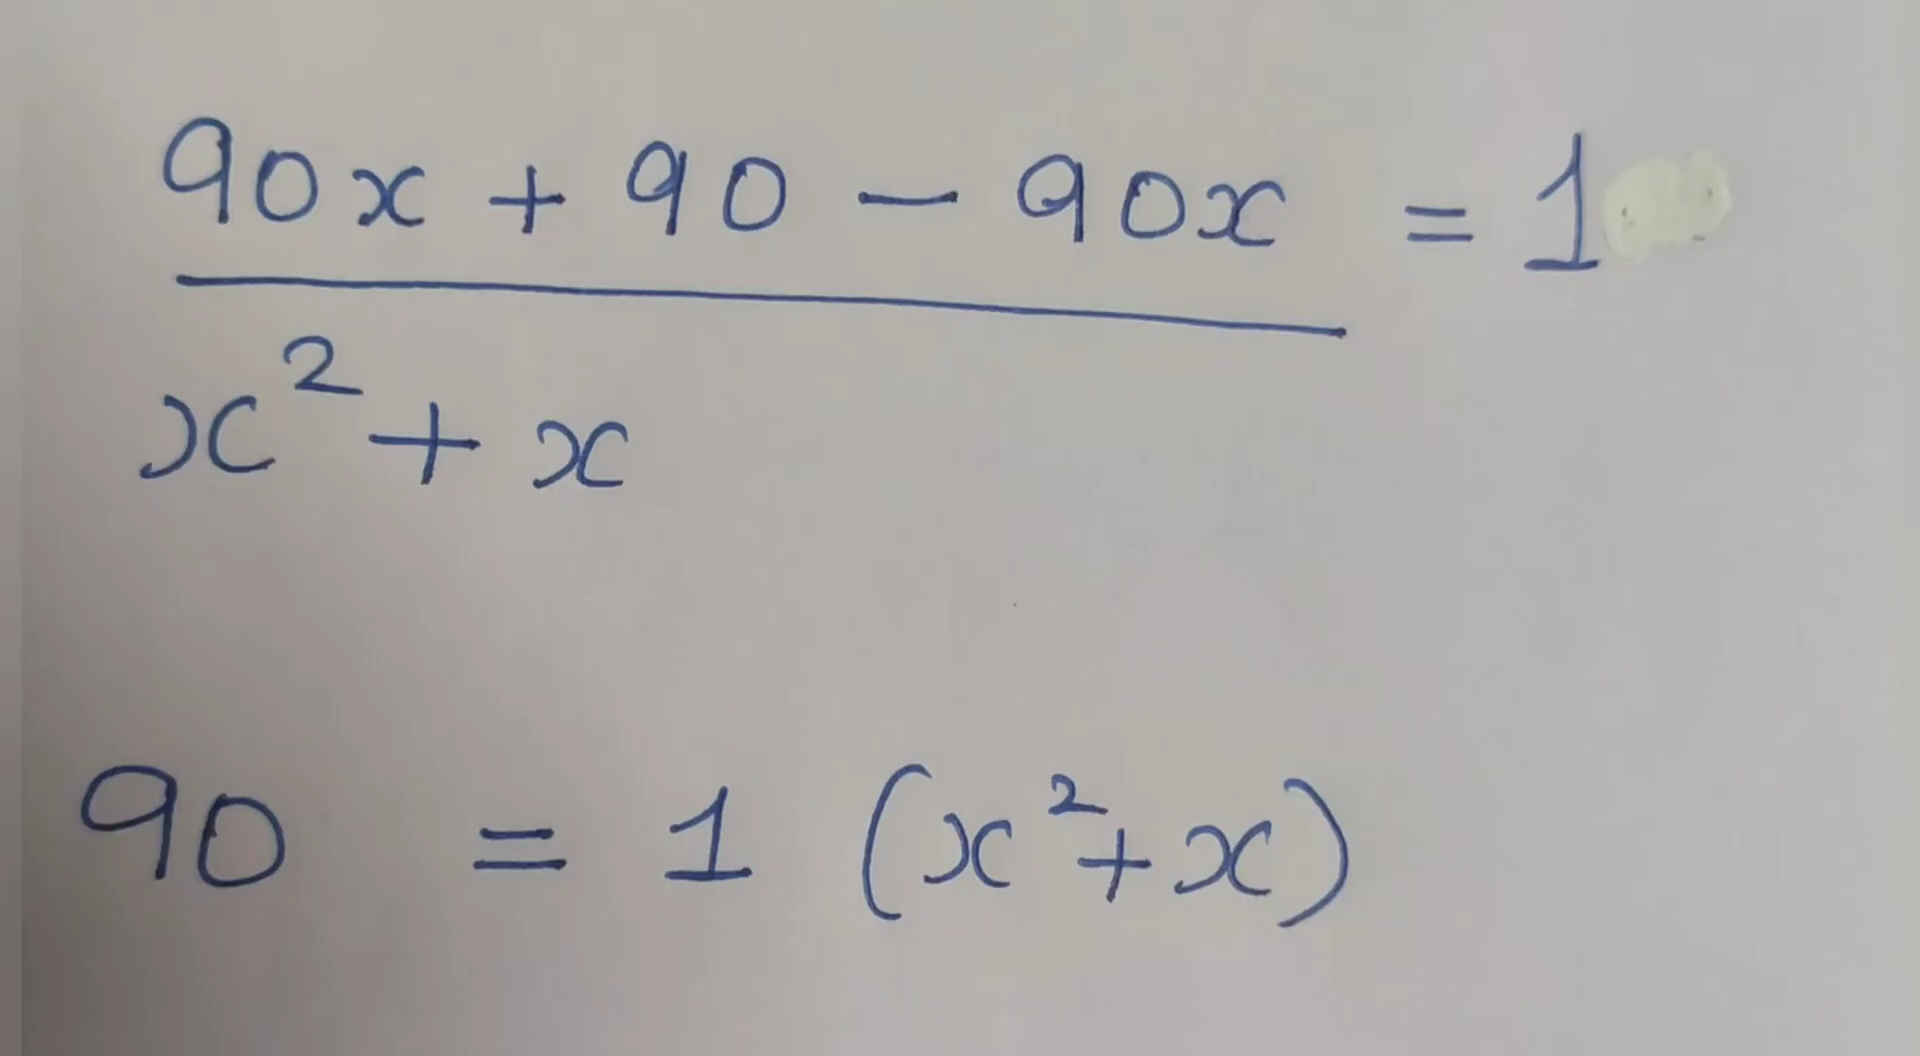 90x + 90 - 90x = 1
x² + x
90 = 1 (x² + x)